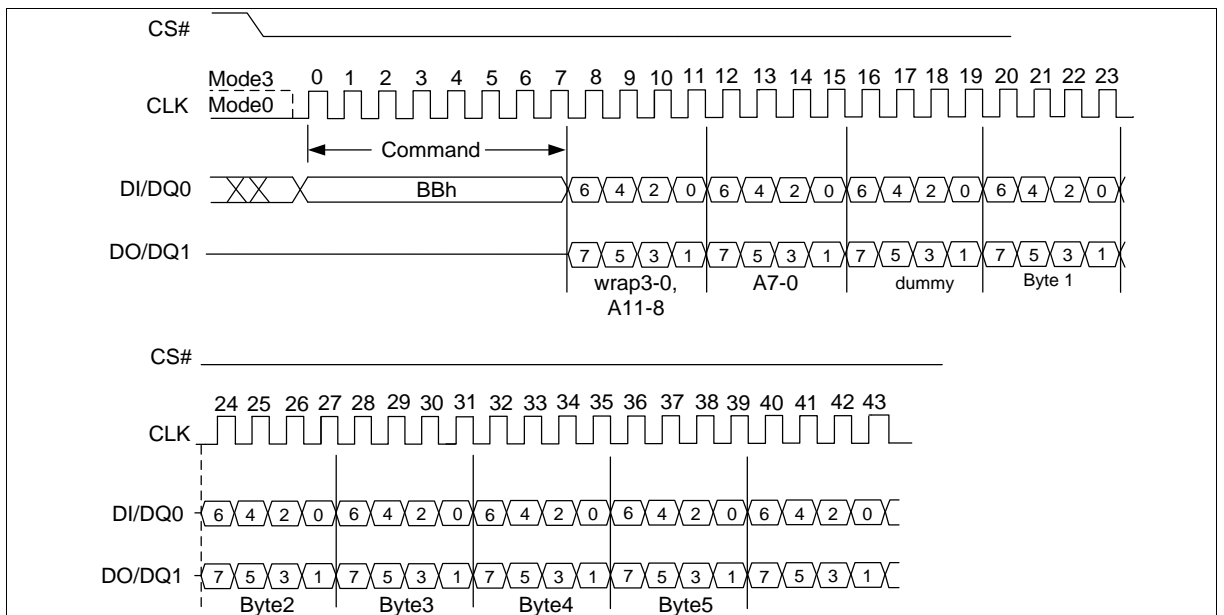 CS#
Mode3
0 1 2 3 4 5 6 7 8 9 10 11 12 13 14 15 16 17 18 19 20 21 22 23
CLK
Mode0
Command
DI/DQ0
BBh
6 4 2 0 6 4 2 0 6 4 2 0 6 4 2 0
DO/DQ1
7 5 3 1 7 5 3 1 7 5 3 1 7 5 3 1
wrap3-0, A7-0 dummy Byte 1
A11-8
CS#
24 25 26 27 28 29 30 31 32 33 34 35 36 37 38 39 40 41 42 43
CLK
DI/DQ0
6 4 2 0 6 4 2 0 6 4 2 0 6 4 2 0 6 4 2 0
DO/DQ1
7 5 3 1 7 5 3 1 7 5 3 1 7 5 3 1 7 5 3 1
Byte2 Byte3 Byte4 Byte5